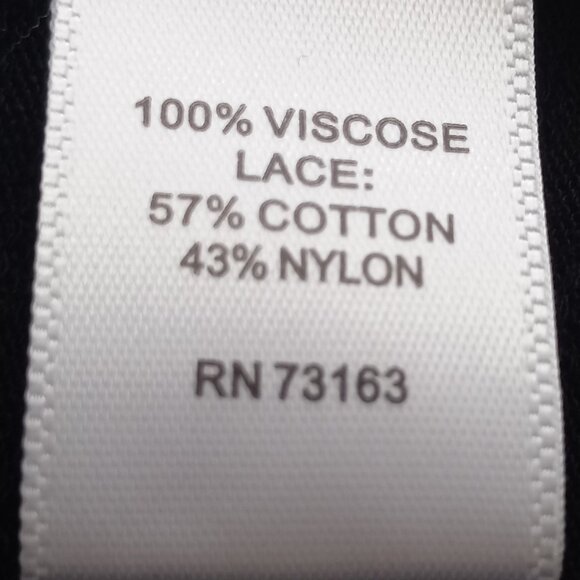 100% VISCOSE
LACE:
57% COTTON
43% NYLON
RN 73163